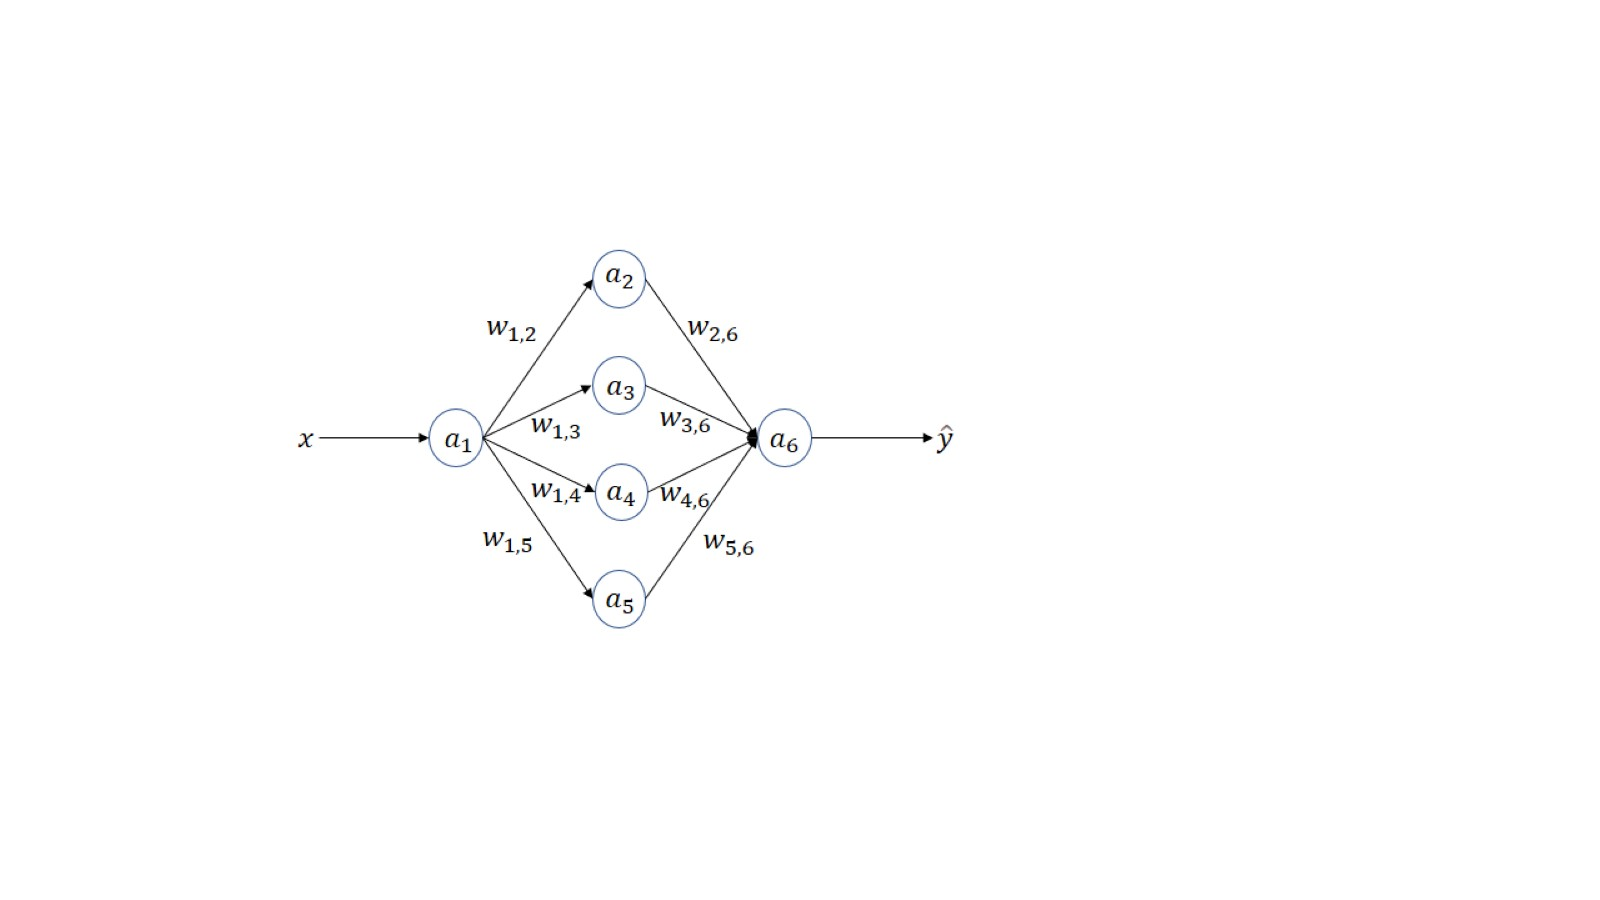 a₂
w₁,₂
w₂,₆
a₃
w₁,₃
w₃,₆
x
a₁
a₆
ŷ
w₁,₄
a₄
w₄,₆
w₁,₅
w₅,₆
a₅